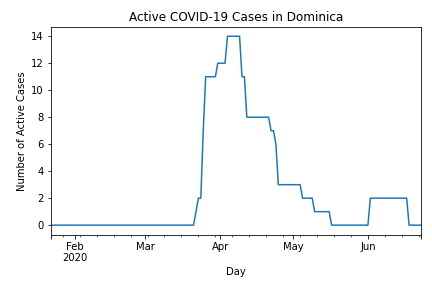 Active COVID-19 Cases in Dominica
Number of Active Cases
14
12
10
8
6
4
2
0
Feb Mar Apr May Jun
2020
Day